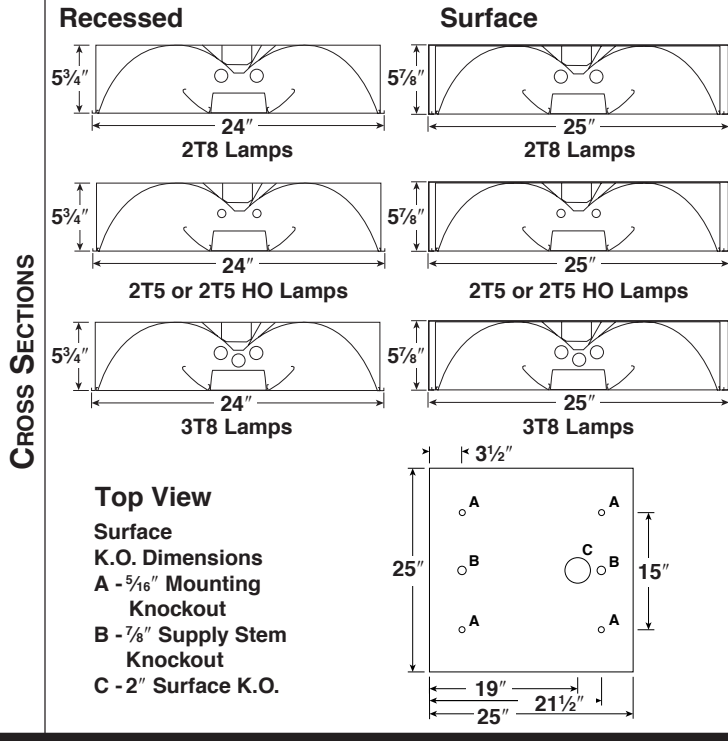 CROSS SECTIONS
Recessed
Surface
5¾″
24″
2T8 Lamps
5⅞″
25″
2T8 Lamps
5¾″
24″
2T5 or 2T5 HO Lamps
5⅞″
25″
2T5 or 2T5 HO Lamps
5¾″
24″
3T8 Lamps
5⅞″
25″
3T8 Lamps
Top View
Surface
K.O. Dimensions
A - 5⁄16″ Mounting
Knockout
B - ⅞″ Supply Stem
Knockout
C - 2″ Surface K.O.
3½″
A
A
C
B
B
25″
15″
A
A
19″
21½″
25″